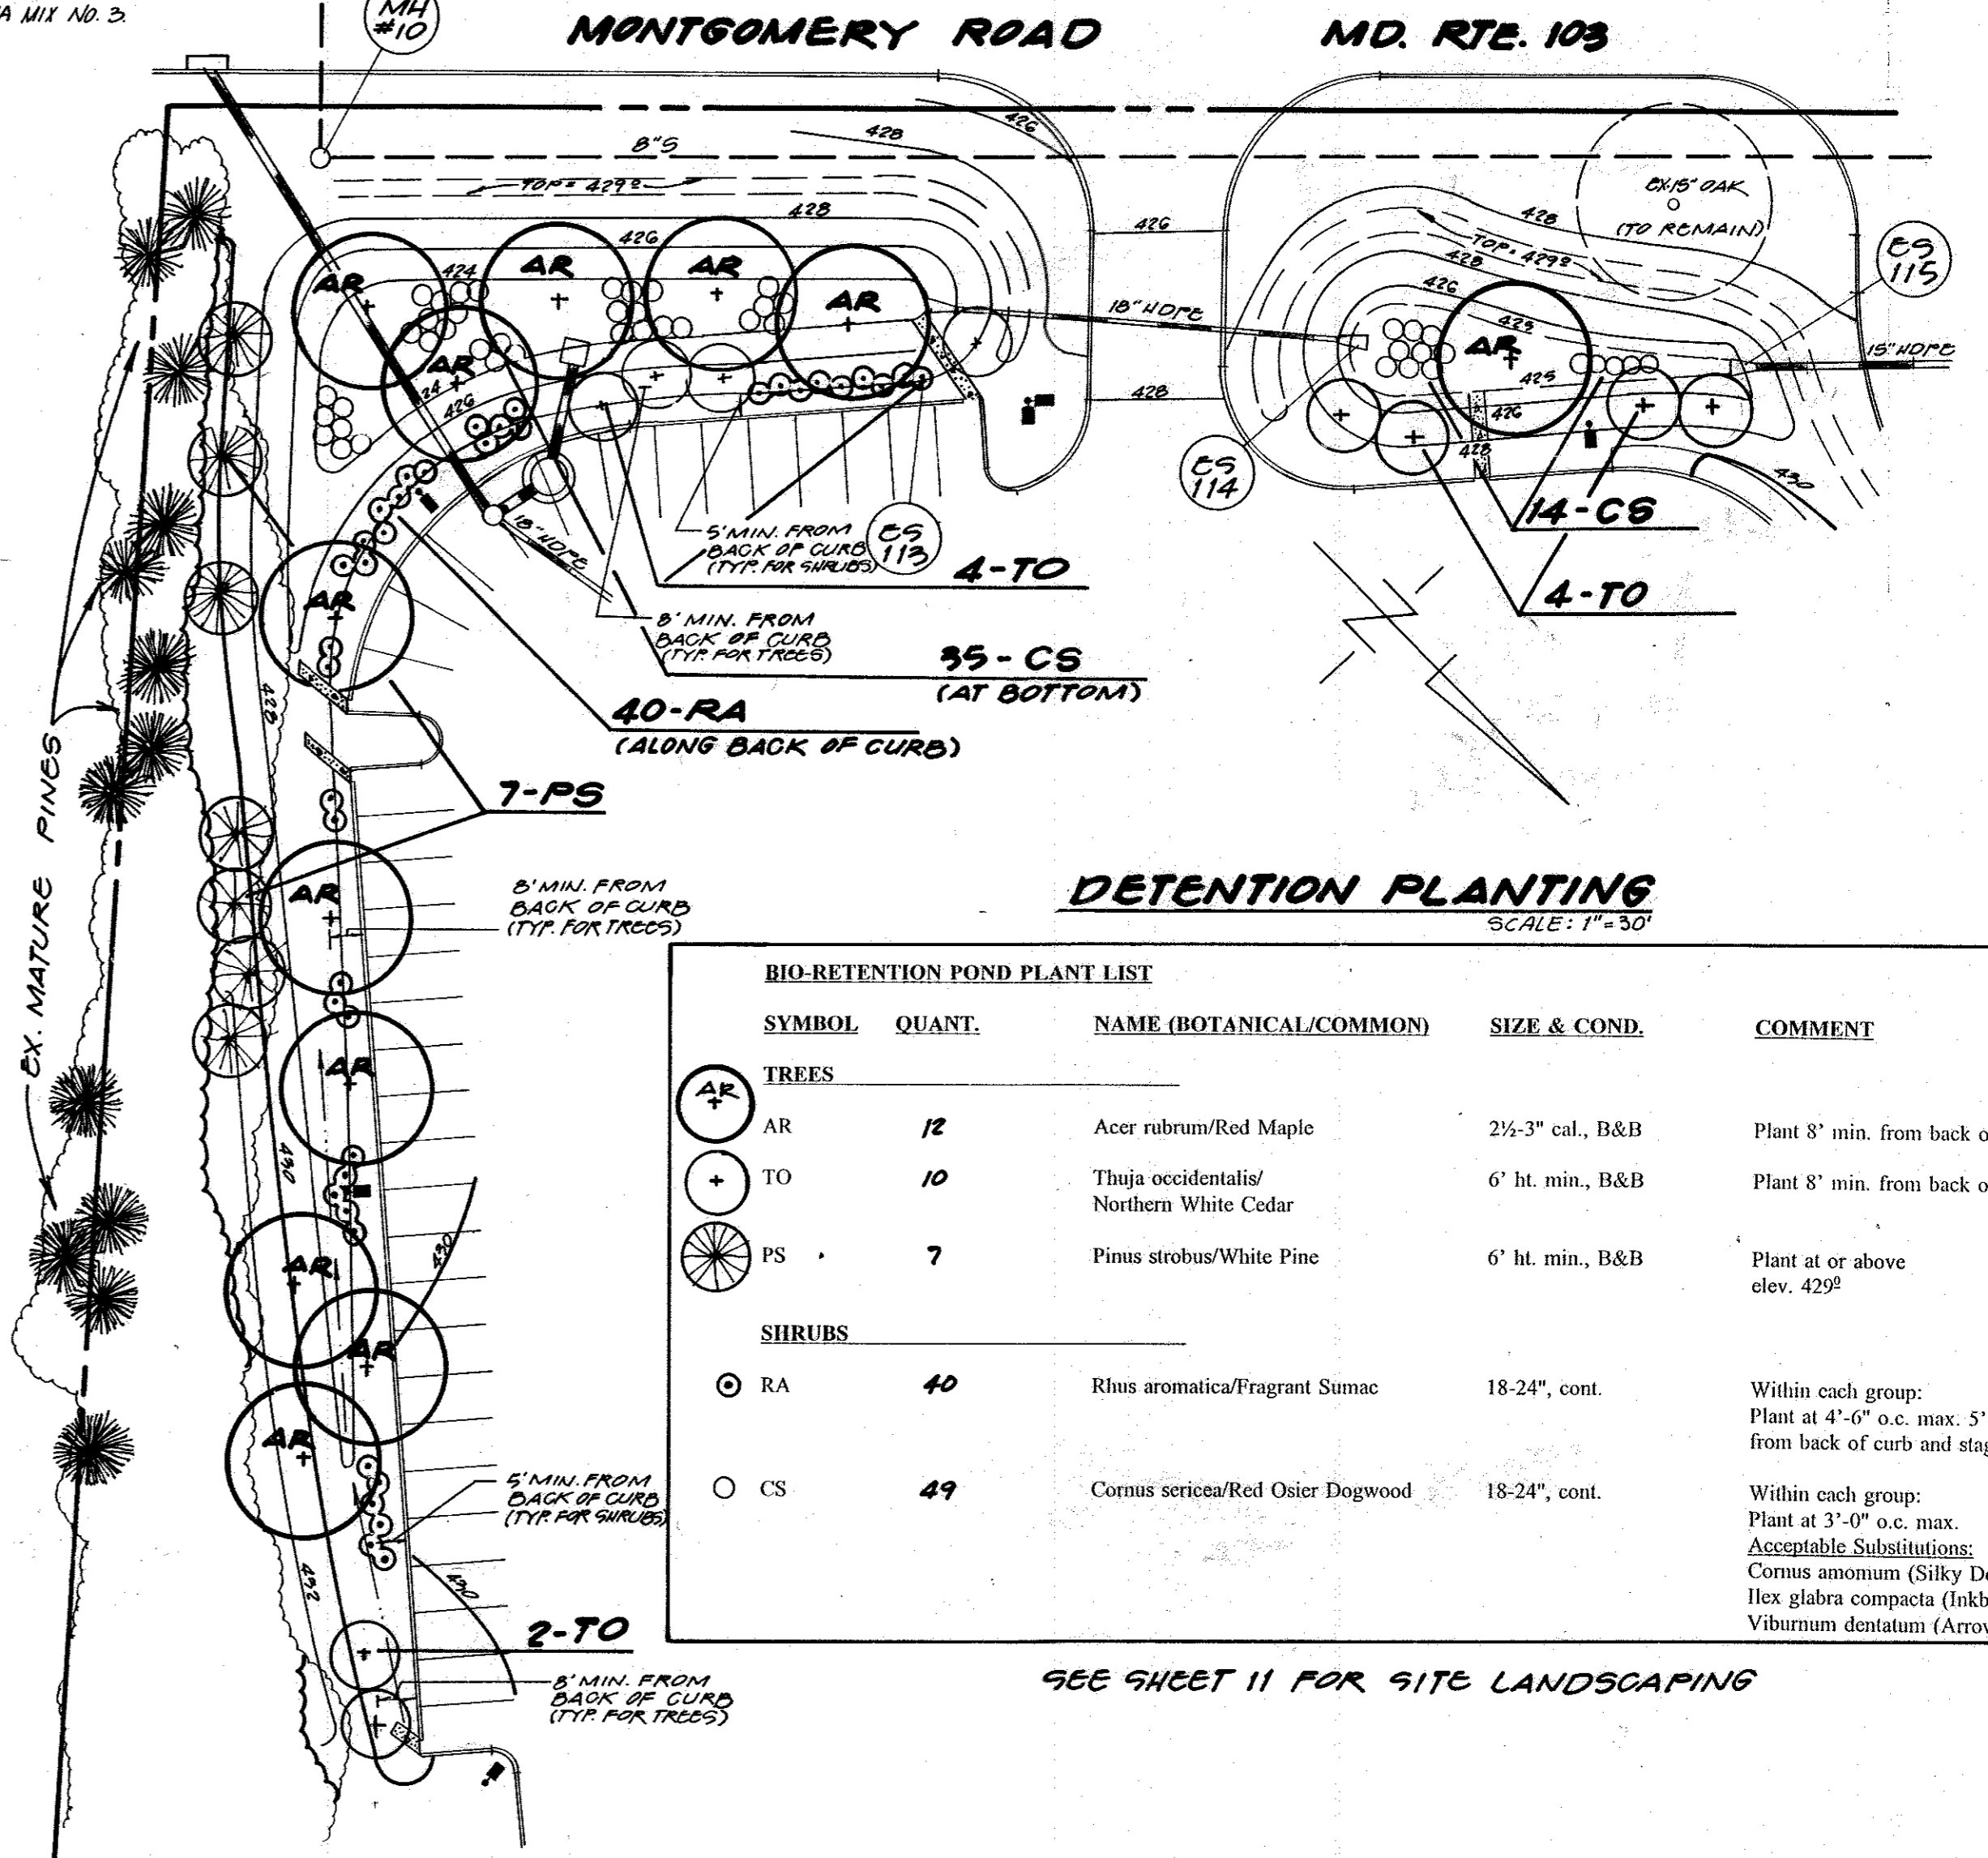 MIX NO. 3.
MH
#10
MONTGOMERY ROAD
MD. RTE. 103
8"S
TOP = 429º
428
426
428
426
424
AR
AR
AR
AR
AR
24
426
426
428
18" HDPE
EX. 15" OAK
(TO REMAIN)
428
TOP = 429º
428
426
425
AR
425
426
428
430
ES
115
15" HDPE
ES
114
14-CS
4-TO
18" HDPE
5' MIN. FROM
BACK OF CURB
(TYP. FOR SHRUBS)
ES
113
4-TO
8' MIN. FROM
BACK OF CURB
(TYP. FOR TREES)
35-CS
(AT BOTTOM)
40-RA
(ALONG BACK OF CURB)
AR
428
7-PS
EX. MATURE PINES
AR
8' MIN. FROM
BACK OF CURB
(TYP. FOR TREES)
AR
430
AR
430
AR
AR
5' MIN. FROM
BACK OF CURB
(TYP. FOR SHRUBS)
432
430
2-TO
8' MIN. FROM
BACK OF CURB
(TYP. FOR TREES)
DETENTION PLANTING
SCALE: 1"=30'
BIO-RETENTION POND PLANT LIST
SYMBOL QUANT. NAME (BOTANICAL/COMMON) SIZE & COND. COMMENT
TREES
AR
AR 12 Acer rubrum/Red Maple 2½-3" cal., B&B Plant 8' min. from back o
TO 10 Thuja occidentalis/ 6' ht. min., B&B Plant 8' min. from back o
Northern White Cedar
PS 7 Pinus strobus/White Pine 6' ht. min., B&B Plant at or above
elev. 429º
SHRUBS
RA 40 Rhus aromatica/Fragrant Sumac 18-24", cont. Within each group:
Plant at 4'-6" o.c. max. 5'
from back of curb and stag
CS 49 Cornus sericea/Red Osier Dogwood 18-24", cont. Within each group:
Plant at 3'-0" o.c. max.
Acceptable Substitutions:
Cornus amomum (Silky Do
Ilex glabra compacta (Inkb
Viburnum dentatum (Arrov
SEE SHEET 11 FOR SITE LANDSCAPING